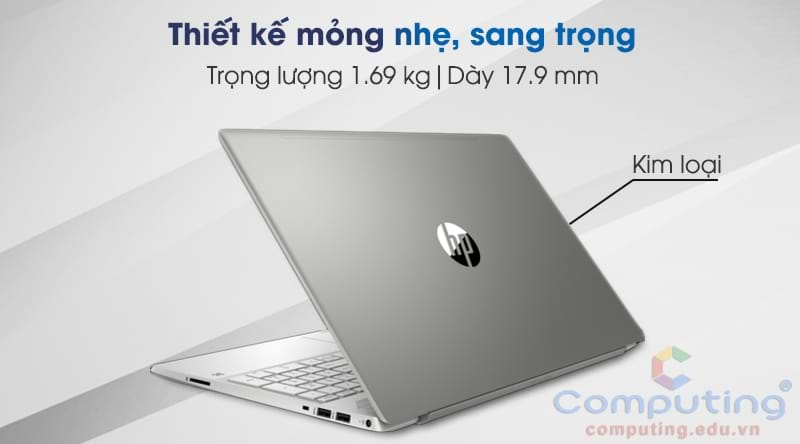 Thiết kế mỏng nhẹ, sang trọng
Trọng lượng 1.69 kg | Dày 17.9 mm
Kim loại
hp
C
Computing®
computing.edu.vn